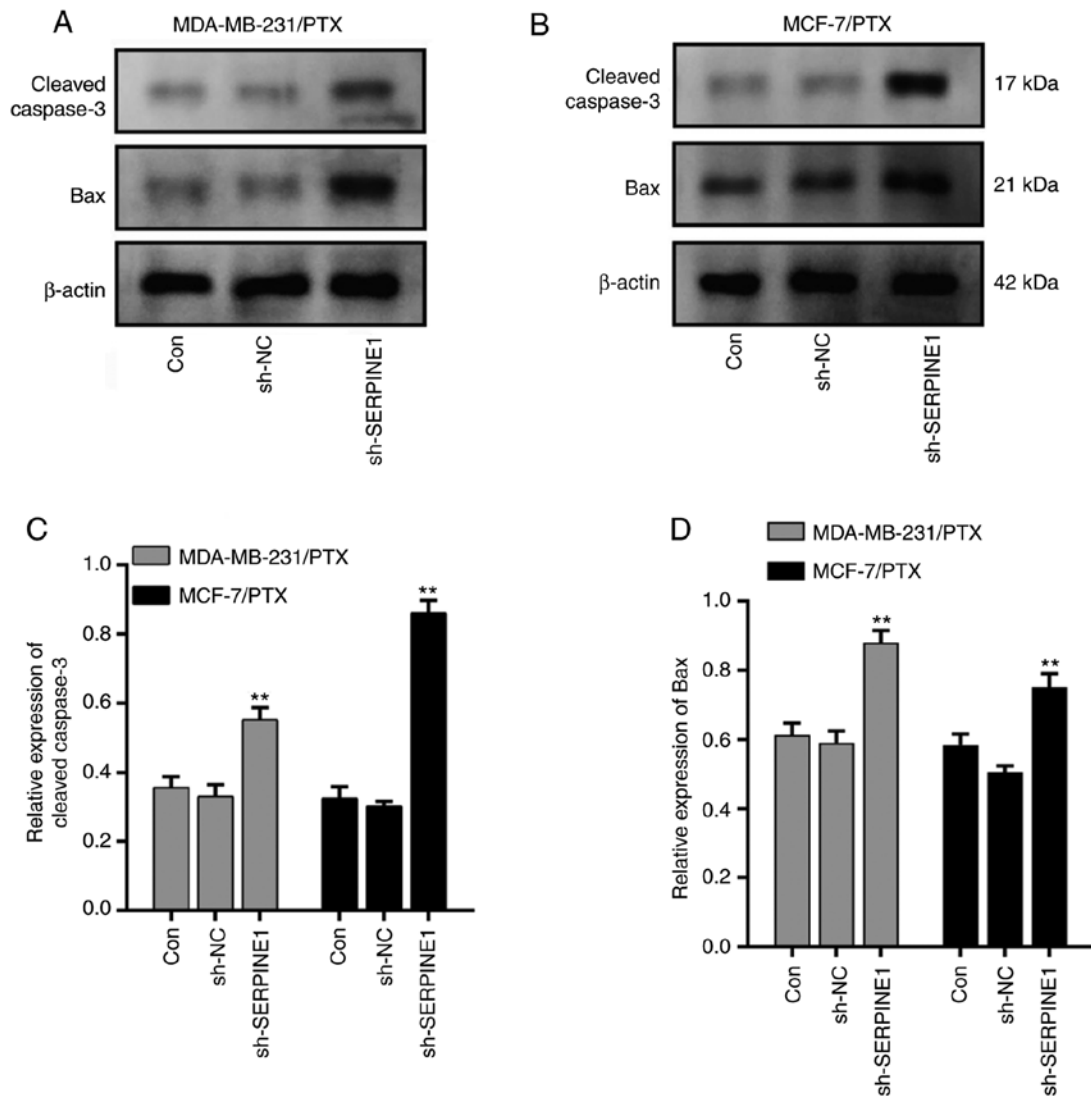 A
MDA-MB-231/PTX
Cleaved
caspase-3
Bax
β-actin
Con
sh-NC
sh-SERPINE1
B
MCF-7/PTX
Cleaved
caspase-3
17 kDa
Bax
21 kDa
β-actin
42 kDa
Con
sh-NC
sh-SERPINE1
C
MDA-MB-231/PTX
MCF-7/PTX
Relative expression of
cleaved caspase-3
1.0
0.8
0.6
0.4
0.2
0.0
**
**
Con
sh-NC
sh-SERPINE1
Con
sh-NC
sh-SERPINE1
D
MDA-MB-231/PTX
MCF-7/PTX
Relative expression of Bax
1.0
0.8
0.6
0.4
0.2
0.0
**
**
Con
sh-NC
sh-SERPINE1
Con
sh-NC
sh-SERPINE1